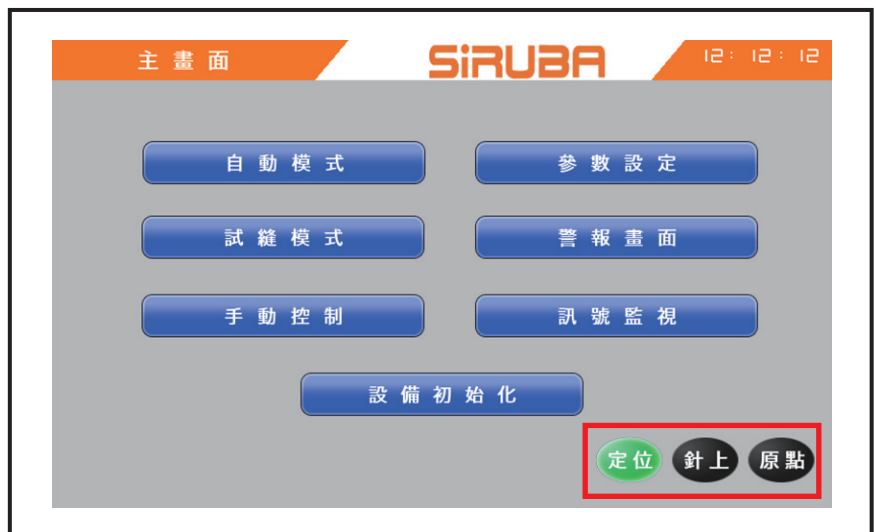 主畫面 SiRUBA 12:12:12
自動模式 參數設定
試縫模式 警報畫面
手動控制 訊號監視
設備初始化
定位 針上 原點